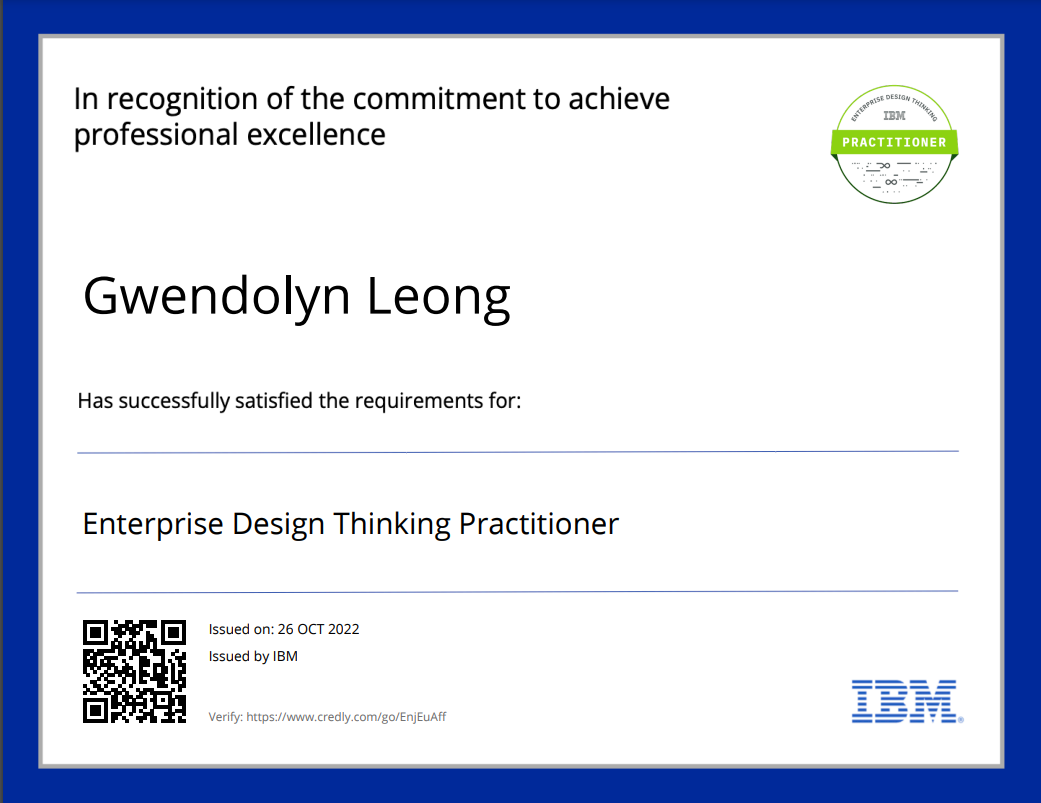 In recognition of the commitment to achieve
professional excellence
ENTERPRISE DESIGN THINKING
IBM
PRACTITIONER
Gwendolyn Leong
Has successfully satisfied the requirements for:
Enterprise Design Thinking Practitioner
Issued on: 26 OCT 2022
Issued by IBM
Verify: https://www.credly.com/go/EnjEuAff
IBM®